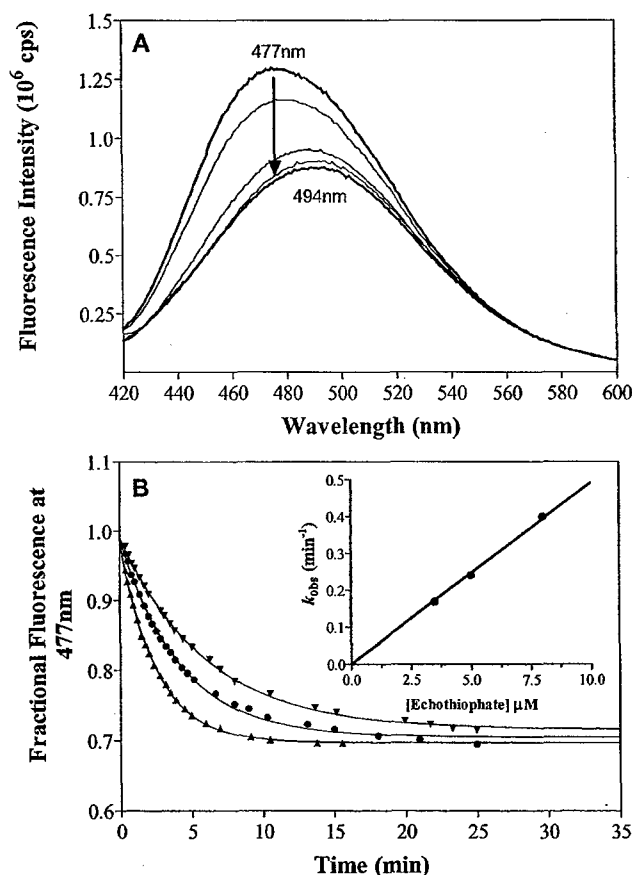 A
Fluorescence Intensity (10⁶ cps)
1.5
1.25
1.0
0.75
0.50
0.25
477nm
494nm
420 440 460 480 500 520 540 560 580 600
Wavelength (nm)
B
Fractional Fluorescence at
477nm
1.1
1.0
0.9
0.8
0.7
0.6
k_obs (min⁻¹)
0.5
0.4
0.3
0.2
0.1
0.0
0.0 2.5 5.0 7.5 10.0
[Echothiophate] μM
0 5 10 15 20 25 30 35
Time (min)